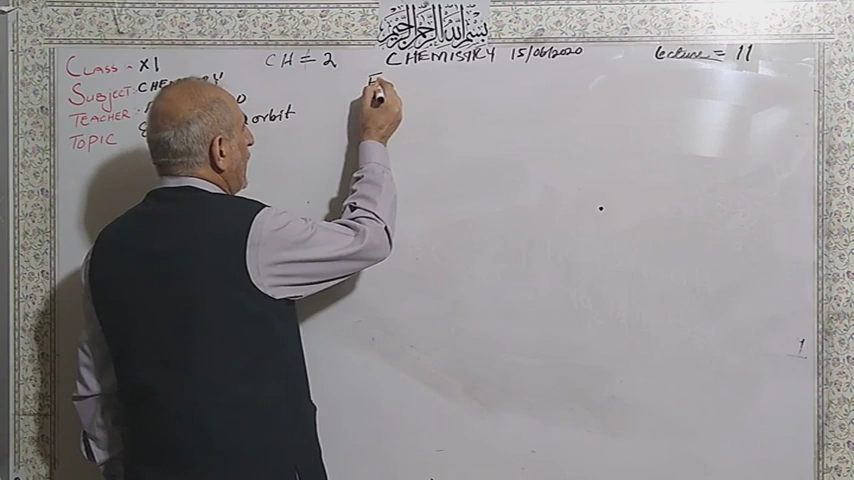 بسم الله الرحمن الرحيم
CLASS - XI CH = 2 CHEMISTRY 15/06/2020 Lecture = 11
SUBJECT: CHEMISTRY
TEACHER
TOPIC orbit
1